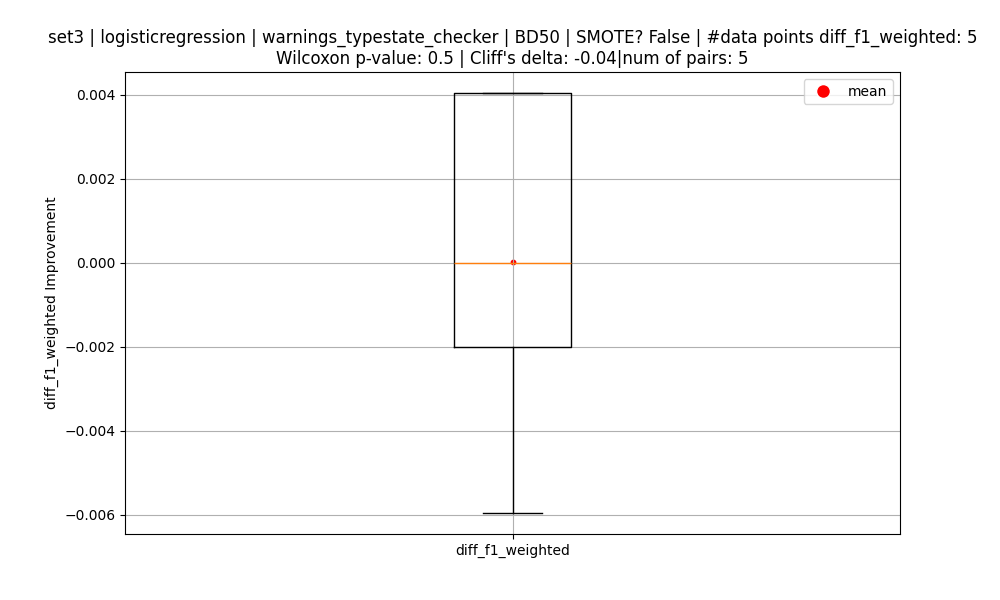 set3 | logisticregression | warnings_typestate_checker | BD50 | SMOTE? False | #data points diff_f1_weighted: 5
Wilcoxon p-value: 0.5 | Cliff's delta: -0.04|num of pairs: 5
mean
0.004
0.002
0.000
−0.002
−0.004
−0.006
diff_f1_weighted Improvement
diff_f1_weighted